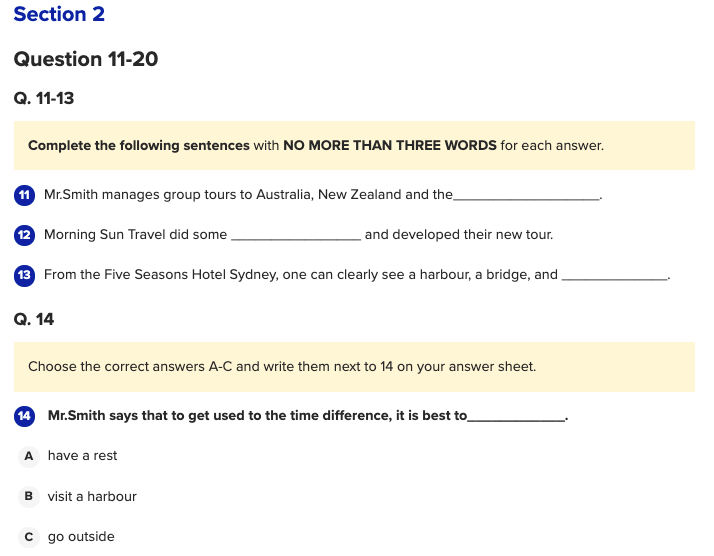 Section 2
Question 11-20
Q. 11-13
Complete the following sentences with NO MORE THAN THREE WORDS for each answer.
11 Mr.Smith manages group tours to Australia, New Zealand and the___________________.
12 Morning Sun Travel did some _________________ and developed their new tour.
13 From the Five Seasons Hotel Sydney, one can clearly see a harbour, a bridge, and ______________.
Q. 14
Choose the correct answers A-C and write them next to 14 on your answer sheet.
14 Mr.Smith says that to get used to the time difference, it is best to_____________.
A have a rest
B visit a harbour
C go outside